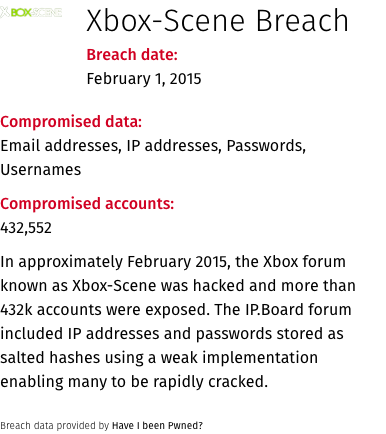 XBOXSCENE
Xbox-Scene Breach
Breach date:
February 1, 2015
Compromised data:
Email addresses, IP addresses, Passwords,
Usernames
Compromised accounts:
432,552
In approximately February 2015, the Xbox forum
known as Xbox-Scene was hacked and more than
432k accounts were exposed. The IP.Board forum
included IP addresses and passwords stored as
salted hashes using a weak implementation
enabling many to be rapidly cracked.
Breach data provided by Have I been Pwned?